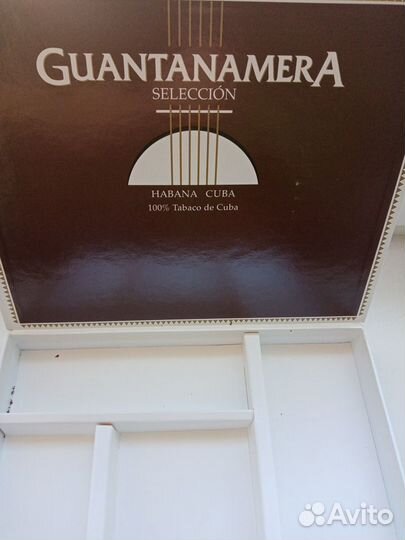 GUANTANAMERA
SELECCIÓN
HABANA CUBA
100% Tabaco de Cuba
Avito